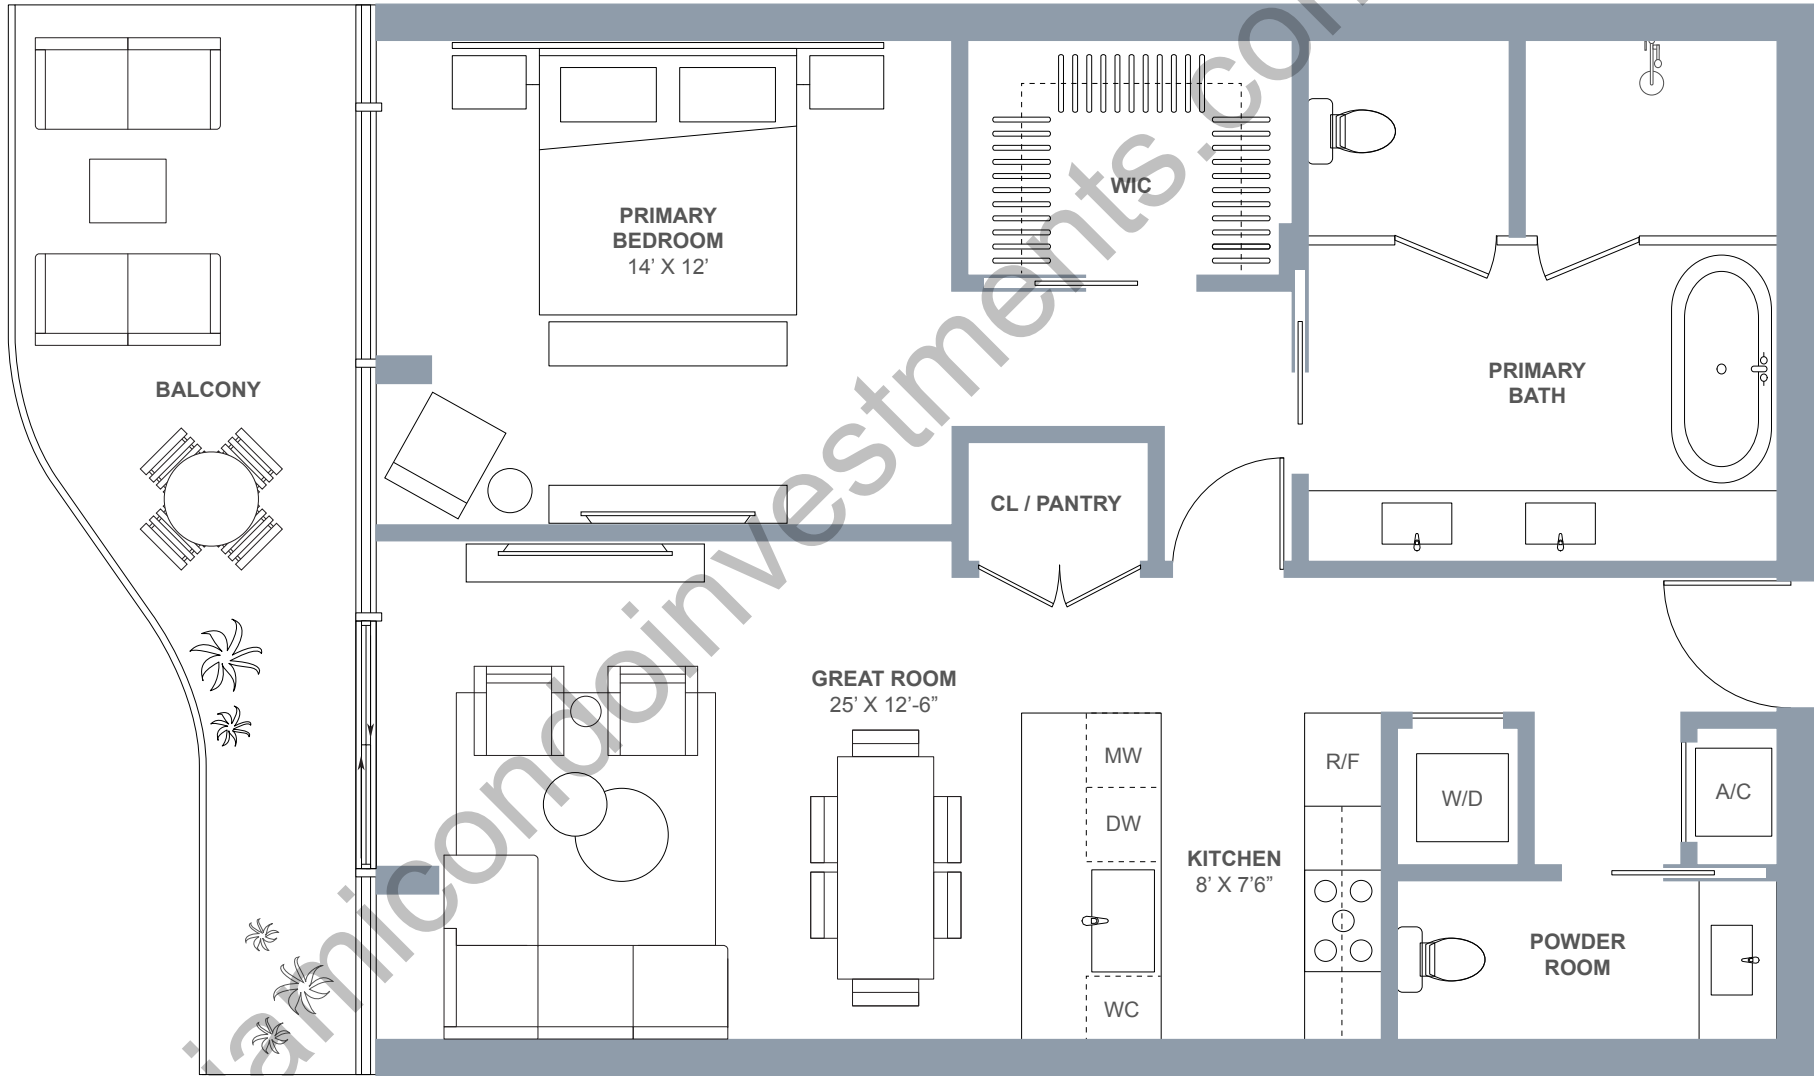 PRIMARY
BEDROOM
14’ X 12’
WIC
BALCONY
PRIMARY
BATH
CL / PANTRY
GREAT ROOM
25’ X 12’-6”
MW
DW
WC
KITCHEN
8’ X 7’6”
R/F
W/D
A/C
POWDER
ROOM
iamicondoinvestments.com